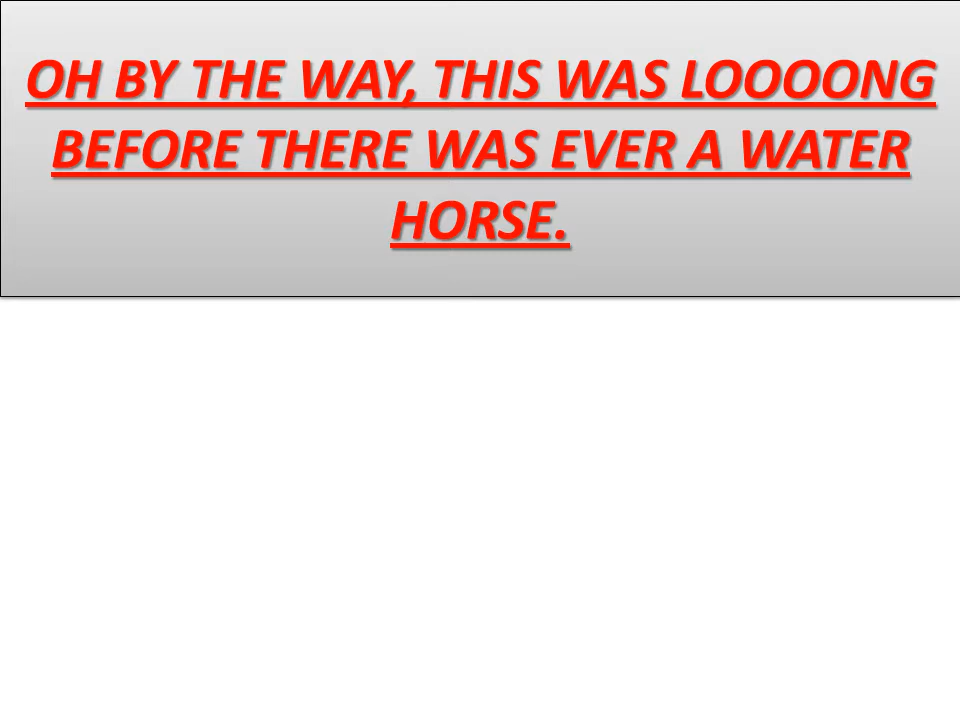 OH BY THE WAY, THIS WAS LOOOONG
BEFORE THERE WAS EVER A WATER
HORSE.